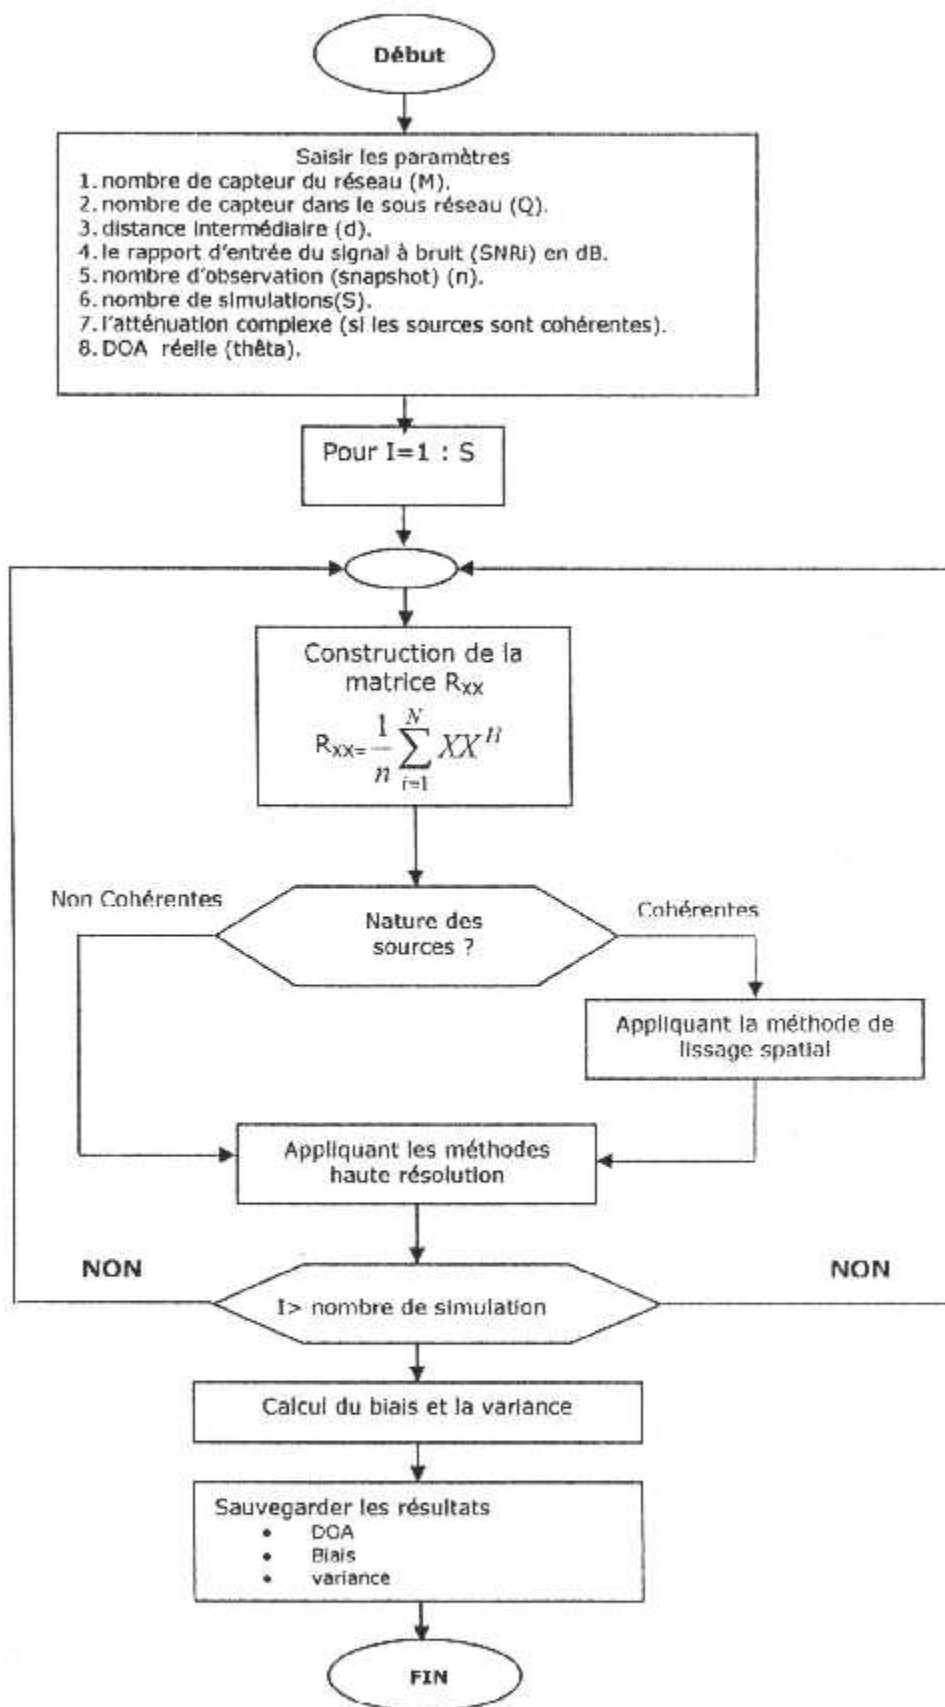 Début
Saisir les paramètres
1. nombre de capteur du réseau (M).
2. nombre de capteur dans le sous réseau (Q).
3. distance intermédiaire (d).
4. le rapport d'entrée du signal à bruit (SNRi) en dB.
5. nombre d'observation (snapshot) (n).
6. nombre de simulations(S).
7. l'atténuation complexe (si les sources sont cohérentes).
8. DOA réelle (thêta).
Pour I=1 : S
Construction de la
matrice Rxx
Rxx= 1/n ∑_{i=1}^{N} XX^H
Non Cohérentes
Nature des
sources ?
Cohérentes
Appliquant la méthode de
lissage spatial
Appliquant les méthodes
haute résolution
NON
I> nombre de simulation
NON
Calcul du biais et la variance
Sauvegarder les résultats
• DOA
• Biais
• variance
FIN